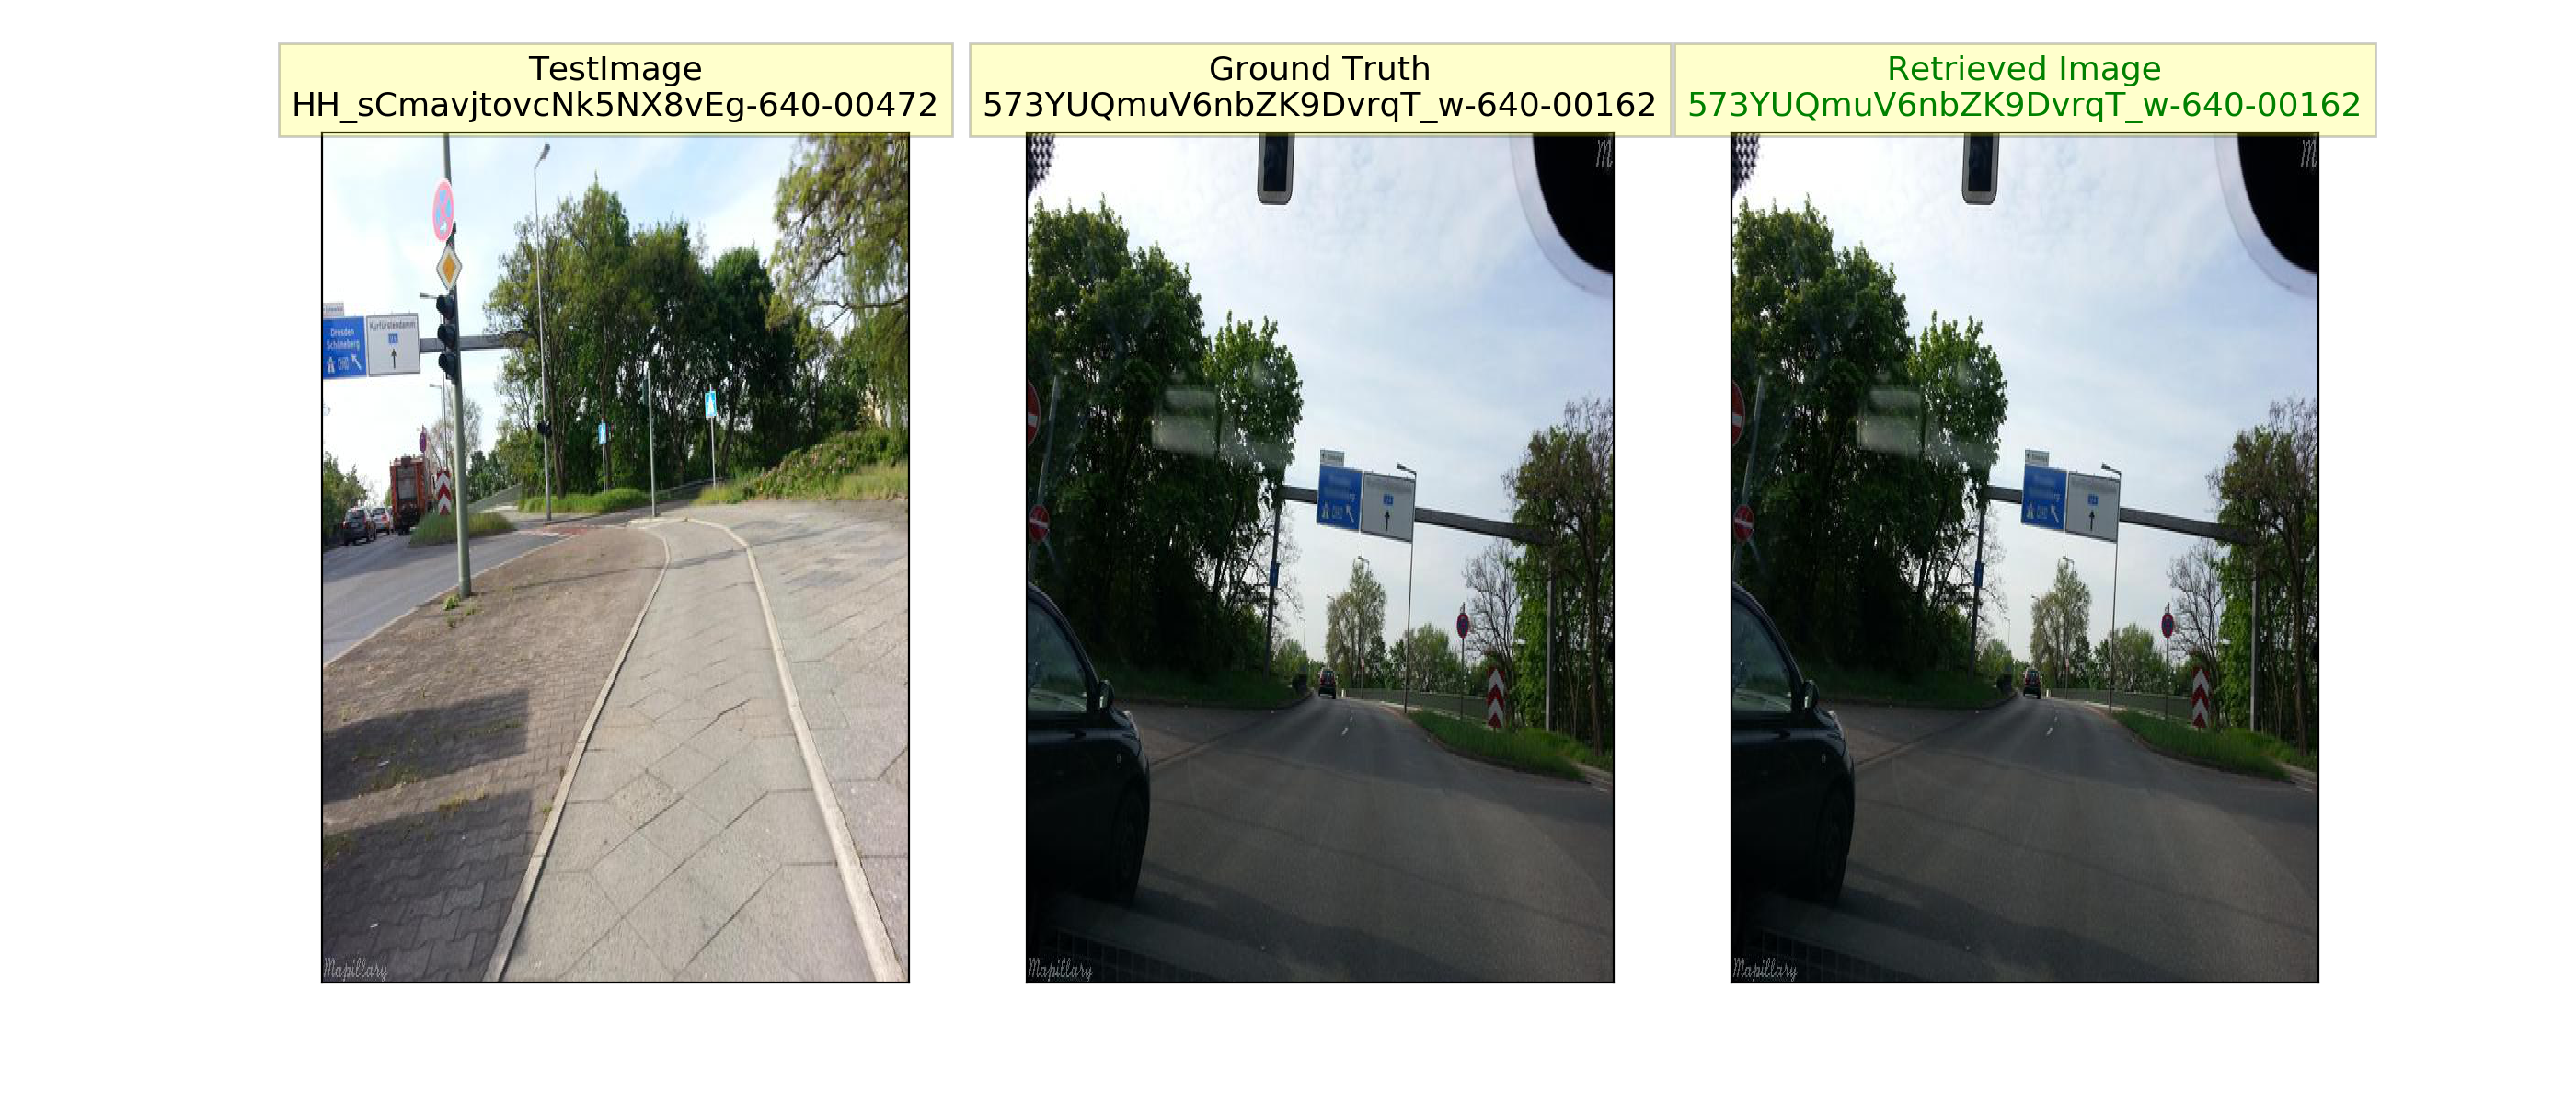 TestImage
HH_sCmavjtovcNk5NX8vEg-640-00472
Ground Truth
573YUQmuV6nbZK9DvrqT_w-640-00162
Retrieved Image
573YUQmuV6nbZK9DvrqT_w-640-00162
Dresden
Schöneberg
Kurfürstendamm
Mapillary
Mapillary
Mapillary